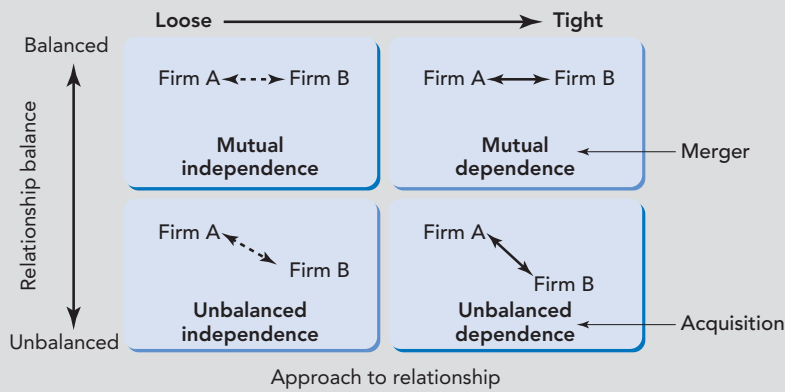 Loose Tight
Balanced
Relationship balance
Firm A Firm B
Mutual
independence
Firm A Firm B
Mutual
dependence
Merger
Firm A
Firm B
Unbalanced
independence
Firm A
Firm B
Unbalanced
dependence
Acquisition
Unbalanced
Approach to relationship